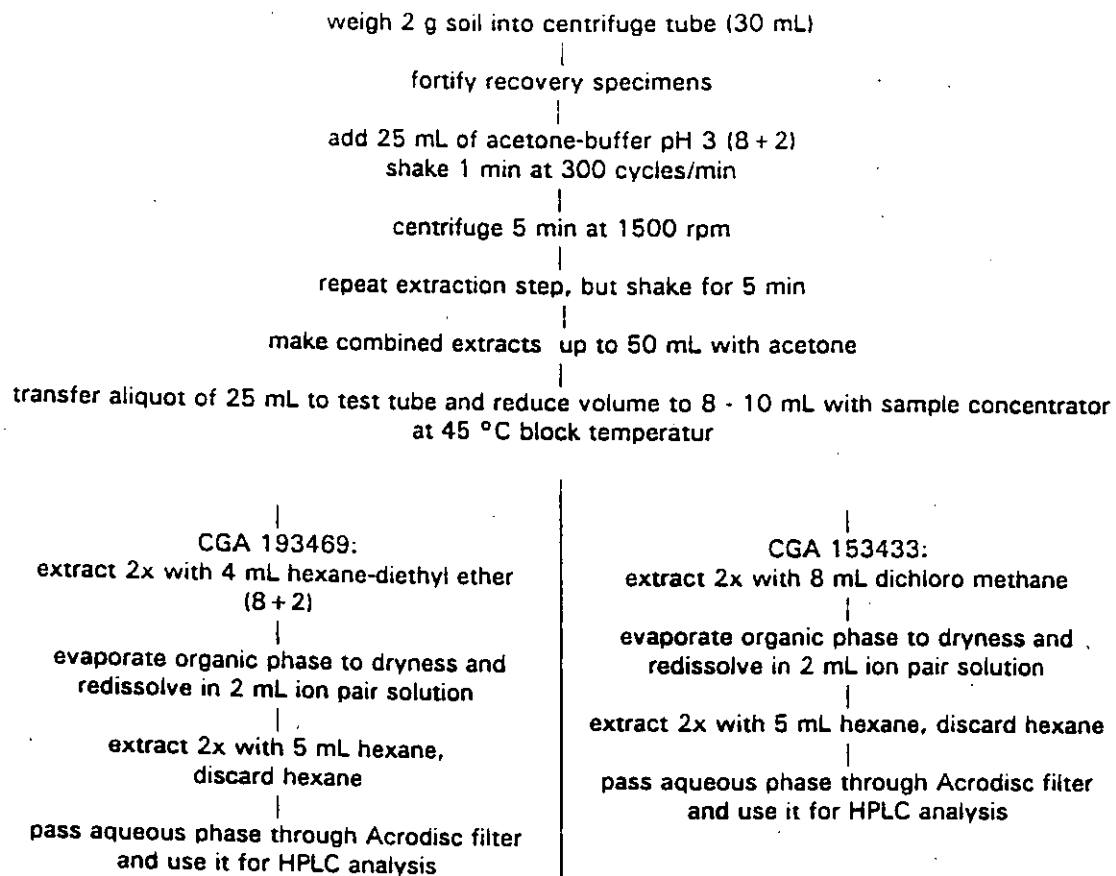 weigh 2 g soil into centrifuge tube (30 mL)
fortify recovery specimens
add 25 mL of acetone-buffer pH 3 (8 + 2)
shake 1 min at 300 cycles/min
centrifuge 5 min at 1500 rpm
repeat extraction step, but shake for 5 min
make combined extracts up to 50 mL with acetone
transfer aliquot of 25 mL to test tube and reduce volume to 8 - 10 mL with sample concentrator
at 45 °C block temperatur
CGA 193469:
extract 2x with 4 mL hexane-diethyl ether
(8 + 2)
evaporate organic phase to dryness and
redissolve in 2 mL ion pair solution
extract 2x with 5 mL hexane,
discard hexane
pass aqueous phase through Acrodisc filter
and use it for HPLC analysis
CGA 153433:
extract 2x with 8 mL dichloro methane
evaporate organic phase to dryness and
redissolve in 2 mL ion pair solution
extract 2x with 5 mL hexane, discard hexane
pass aqueous phase through Acrodisc filter
and use it for HPLC analysis